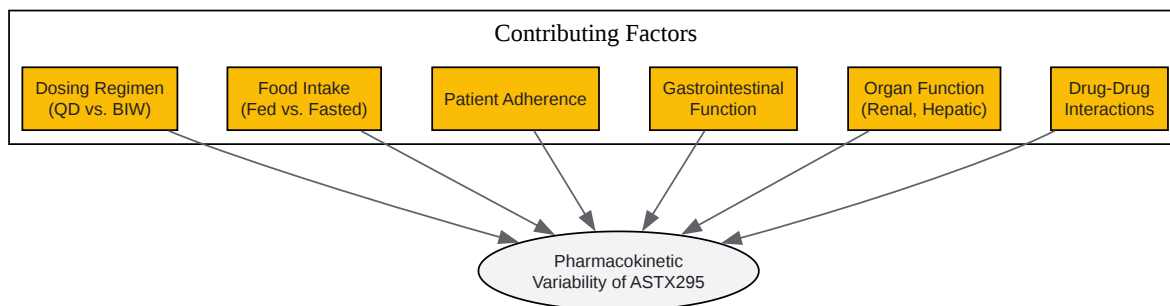 Contributing Factors
Dosing Regimen
(QD vs. BIW)
Food Intake
(Fed vs. Fasted)
Patient Adherence
Gastrointestinal
Function
Organ Function
(Renal, Hepatic)
Drug-Drug
Interactions
Pharmacokinetic
Variability of ASTX295